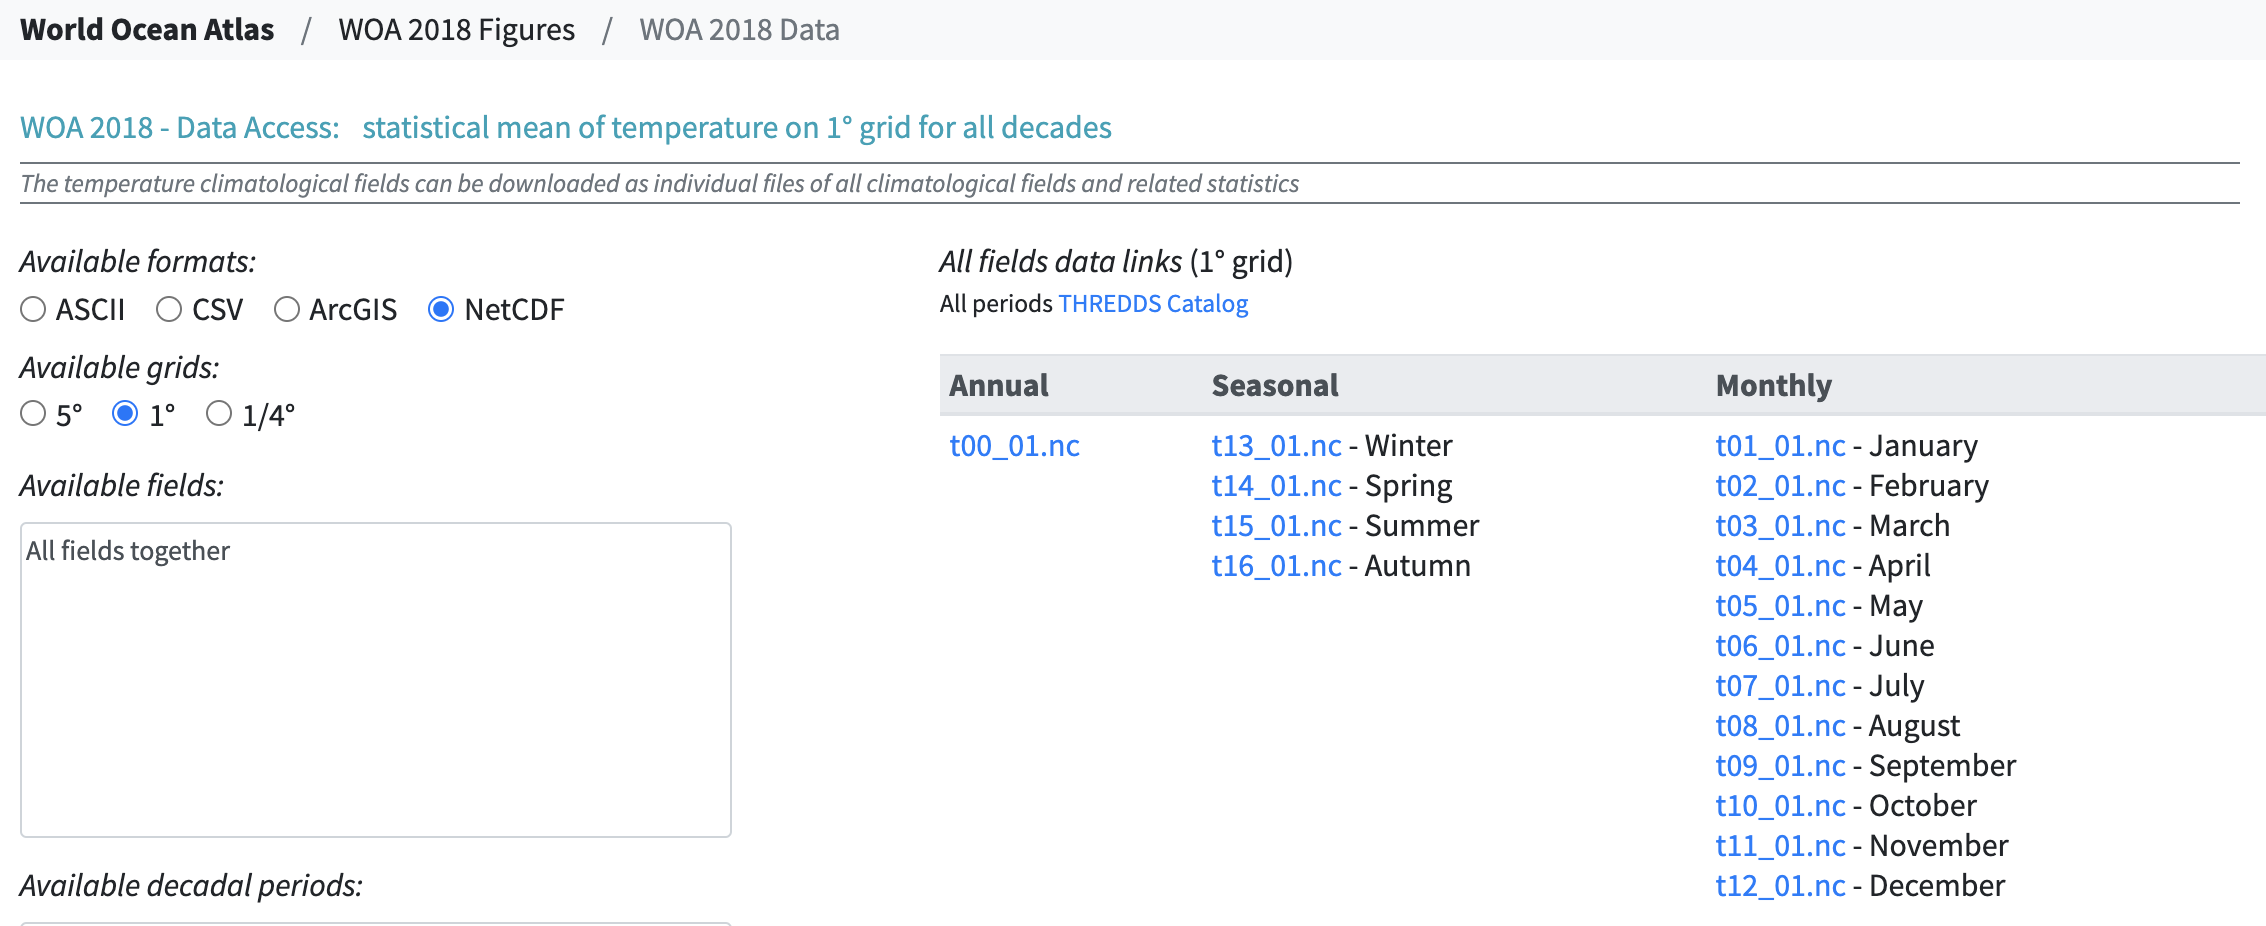 World Ocean Atlas / WOA 2018 Figures / WOA 2018 Data
WOA 2018 - Data Access: statistical mean of temperature on 1° grid for all decades
The temperature climatological fields can be downloaded as individual files of all climatological fields and related statistics
Available formats:
ASCII CSV ArcGIS NetCDF
Available grids:
5° 1° 1/4°
Available fields:
All fields together
Available decadal periods:
All fields data links (1° grid)
All periods THREDDS Catalog
Annual Seasonal Monthly
t00_01.nc t13_01.nc - Winter t01_01.nc - January
t14_01.nc - Spring t02_01.nc - February
t15_01.nc - Summer t03_01.nc - March
t16_01.nc - Autumn t04_01.nc - April
t05_01.nc - May
t06_01.nc - June
t07_01.nc - July
t08_01.nc - August
t09_01.nc - September
t10_01.nc - October
t11_01.nc - November
t12_01.nc - December